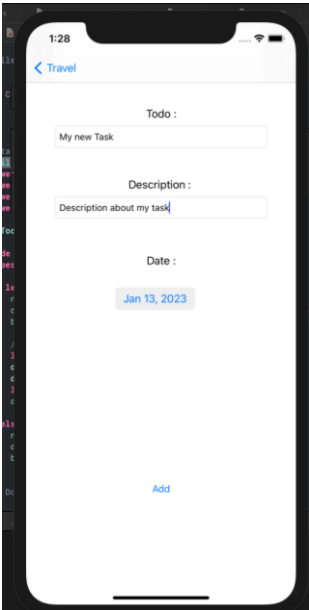 1:28
Travel
Todo :
My new Task
Description :
Description about my task
Date :
Jan 13, 2023
Add